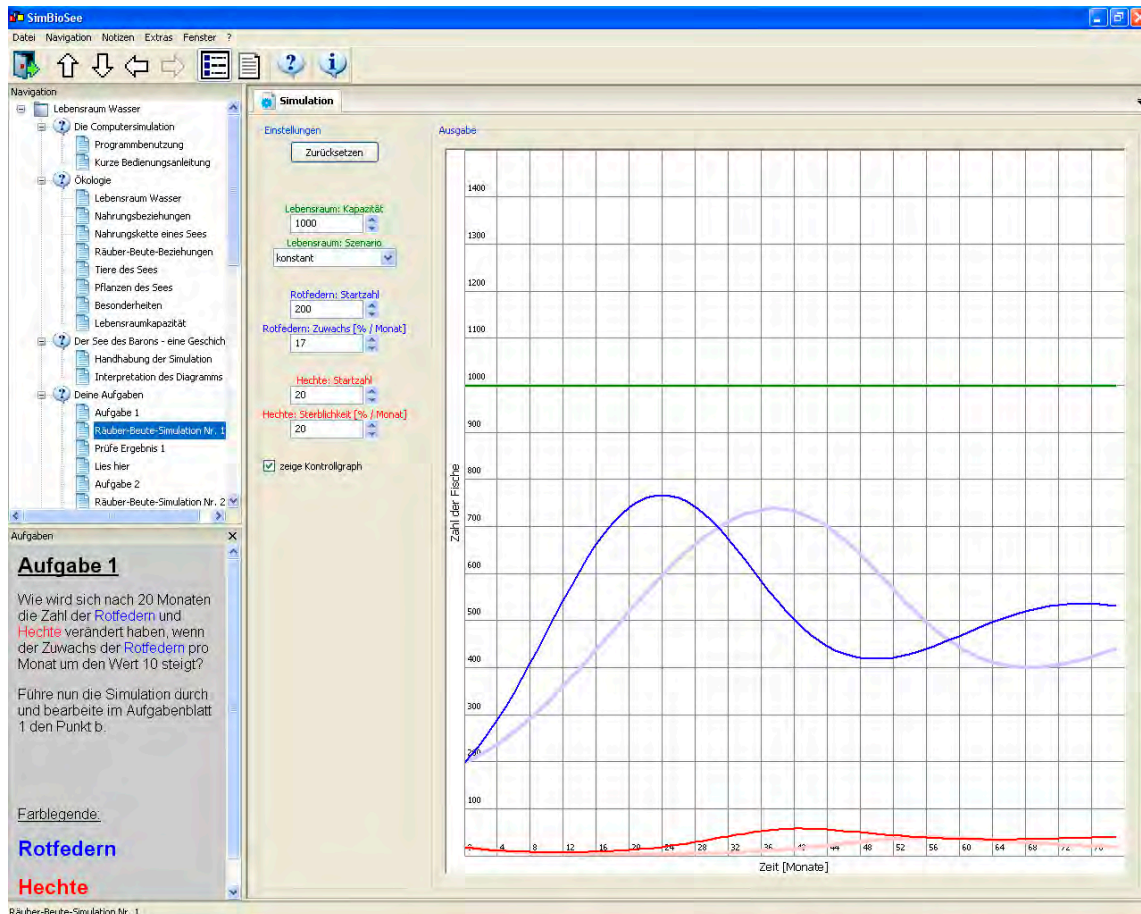 SimBioSee
Datei Navigation Notizen Extras Fenster ?
Navigation
Lebensraum Wasser
Die Computersimulation
Programmbenutzung
Kurze Bedienungsanleitung
Ökologie
Lebensraum Wasser
Nahrungsbeziehungen
Nahrungskette eines Sees
Räuber-Beute-Beziehungen
Tiere des Sees
Pflanzen des Sees
Besonderheiten
Lebensraumkapazität
Der See des Barons - eine Geschich
Handhabung der Simulation
Interpretation des Diagramms
Deine Aufgaben
Aufgabe 1
Räuber-Beute-Simulation Nr. 1
Prüfe Ergebnis 1
Lies hier
Aufgabe 2
Räuber-Beute-Simulation Nr. 2
Aufgaben
Aufgabe 1
Wie wird sich nach 20 Monaten
die Zahl der Rotfedern und
Hechte verändert haben, wenn
der Zuwachs der Rotfedern pro
Monat um den Wert 10 steigt?
Führe nun die Simulation durch
und bearbeite im Aufgabenblatt
1 den Punkt b.
Farblegende:
Rotfedern
Hechte
Simulation
Einstellungen
Zurücksetzen
Lebensraum: Kapazität
1000
Lebensraum: Szenario
konstant
Rotfedern: Startzahl
200
Rotfedern: Zuwachs [% / Monat]
17
Hechte: Startzahl
20
Hechte: Sterblichkeit [% / Monat]
20
zeige Kontrollgraph
Ausgabe
1400
1300
1200
1100
1000
900
800
700
600
500
400
300
200
100
Zahl der Fische
4 8 12 16 20 24 28 32 36 44 48 52 56 60 64 68 72 76
Zeit [Monate]
Räuber-Beute-Simulation Nr. 1